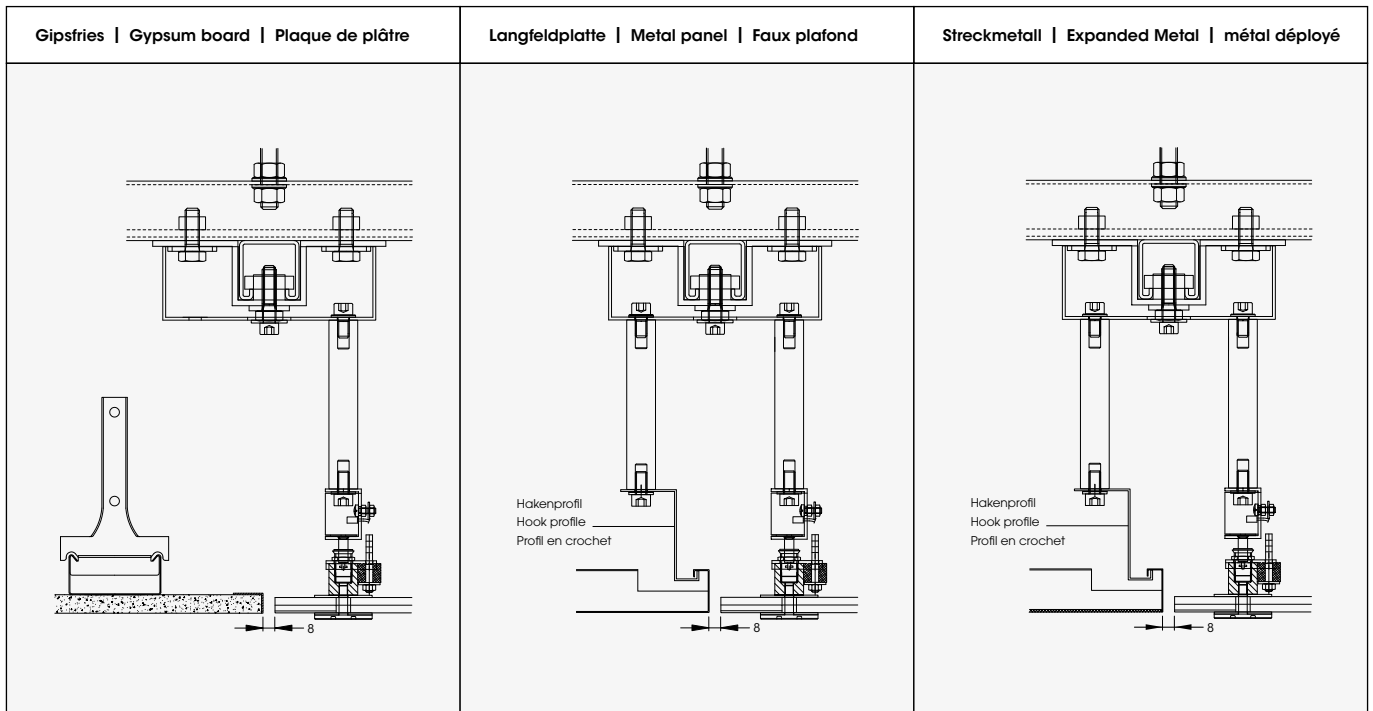 Gipsfries | Gypsum board | Plaque de plâtre
Langfeldplatte | Metal panel | Faux plafond
Streckmetall | Expanded Metal | métal déployé
8
Hakenprofil
Hook profile
Profil en crochet
8
Hakenprofil
Hook profile
Profil en crochet
8